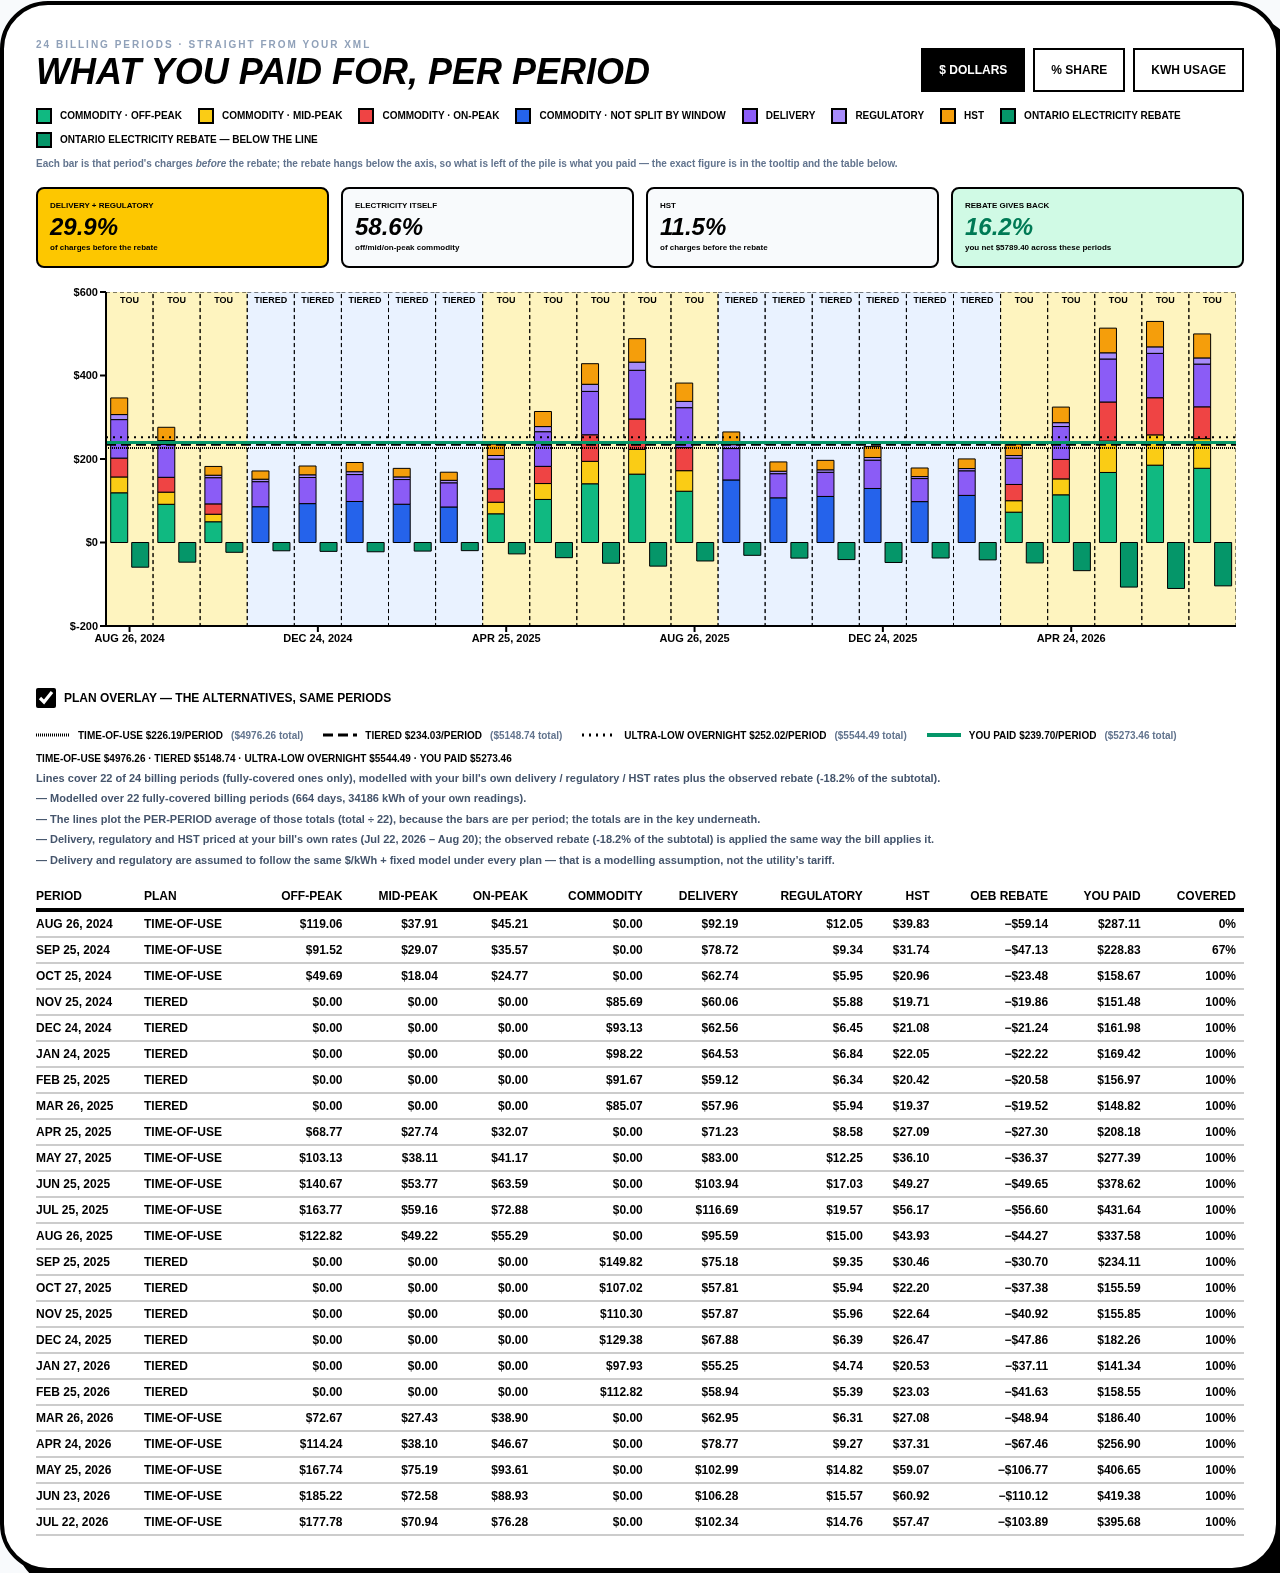 24 BILLING PERIODS · STRAIGHT FROM YOUR XML
WHAT YOU PAID FOR, PER PERIOD
$ DOLLARS % SHARE KWH USAGE
COMMODITY · OFF-PEAK COMMODITY · MID-PEAK COMMODITY · ON-PEAK COMMODITY · NOT SPLIT BY WINDOW DELIVERY REGULATORY HST ONTARIO ELECTRICITY REBATE
ONTARIO ELECTRICITY REBATE — BELOW THE LINE
Each bar is that period's charges before the rebate; the rebate hangs below the axis, so what is left of the pile is what you paid — the exact figure is in the tooltip and the table below.
DELIVERY + REGULATORY ELECTRICITY ITSELF HST REBATE GIVES BACK
29.9% 58.6% 11.5% 16.2%
of charges before the rebate off/mid/on-peak commodity of charges before the rebate you net $5789.40 across these periods
$600
TOU TOU TOU TIERED TIERED TIERED TIERED TIERED TOU TOU TOU TOU TOU TIERED TIERED TIERED TIERED TIERED TIERED TOU TOU TOU TOU TOU
$400
$200
$0
$-200
AUG 26, 2024 DEC 24, 2024 APR 25, 2025 AUG 26, 2025 DEC 24, 2025 APR 24, 2026
PLAN OVERLAY — THE ALTERNATIVES, SAME PERIODS
TIME-OF-USE $226.19/PERIOD ($4976.26 total) TIERED $234.03/PERIOD ($5148.74 total) ULTRA-LOW OVERNIGHT $252.02/PERIOD ($5544.49 total) YOU PAID $239.70/PERIOD ($5273.46 total)
TIME-OF-USE $4976.26 · TIERED $5148.74 · ULTRA-LOW OVERNIGHT $5544.49 · YOU PAID $5273.46
Lines cover 22 of 24 billing periods (fully-covered ones only), modelled with your bill's own delivery / regulatory / HST rates plus the observed rebate (-18.2% of the subtotal).
— Modelled over 22 fully-covered billing periods (664 days, 34186 kWh of your own readings).
— The lines plot the PER-PERIOD average of those totals (total ÷ 22), because the bars are per period; the totals are in the key underneath.
— Delivery, regulatory and HST priced at your bill's own rates (Jul 22, 2026 – Aug 20); the observed rebate (-18.2% of the subtotal) is applied the same way the bill applies it.
— Delivery and regulatory are assumed to follow the same $/kWh + fixed model under every plan — that is a modelling assumption, not the utility's tariff.
PERIOD PLAN OFF-PEAK MID-PEAK ON-PEAK COMMODITY DELIVERY REGULATORY HST OEB REBATE YOU PAID COVERED
AUG 26, 2024 TIME-OF-USE $119.06 $37.91 $45.21 $0.00 $92.19 $12.05 $39.83 −$59.14 $287.11 0%
SEP 25, 2024 TIME-OF-USE $91.52 $29.07 $35.57 $0.00 $78.72 $9.34 $31.74 −$47.13 $228.83 67%
OCT 25, 2024 TIME-OF-USE $49.69 $18.04 $24.77 $0.00 $62.74 $5.95 $20.96 −$23.48 $158.67 100%
NOV 25, 2024 TIERED $0.00 $0.00 $0.00 $85.69 $60.06 $5.88 $19.71 −$19.86 $151.48 100%
DEC 24, 2024 TIERED $0.00 $0.00 $0.00 $93.13 $62.56 $6.45 $21.08 −$21.24 $161.98 100%
JAN 24, 2025 TIERED $0.00 $0.00 $0.00 $98.22 $64.53 $6.84 $22.05 −$22.22 $169.42 100%
FEB 25, 2025 TIERED $0.00 $0.00 $0.00 $91.67 $59.12 $6.34 $20.42 −$20.58 $156.97 100%
MAR 26, 2025 TIERED $0.00 $0.00 $0.00 $85.07 $57.96 $5.94 $19.37 −$19.52 $148.82 100%
APR 25, 2025 TIME-OF-USE $68.77 $27.74 $32.07 $0.00 $71.23 $8.58 $27.09 −$27.30 $208.18 100%
MAY 27, 2025 TIME-OF-USE $103.13 $38.11 $41.17 $0.00 $83.00 $12.25 $36.10 −$36.37 $277.39 100%
JUN 25, 2025 TIME-OF-USE $140.67 $53.77 $63.59 $0.00 $103.94 $17.03 $49.27 −$49.65 $378.62 100%
JUL 25, 2025 TIME-OF-USE $163.77 $59.16 $72.88 $0.00 $116.69 $19.57 $56.17 −$56.60 $431.64 100%
AUG 26, 2025 TIME-OF-USE $122.82 $49.22 $55.29 $0.00 $95.59 $15.00 $43.93 −$44.27 $337.58 100%
SEP 25, 2025 TIERED $0.00 $0.00 $0.00 $149.82 $75.18 $9.35 $30.46 −$30.70 $234.11 100%
OCT 27, 2025 TIERED $0.00 $0.00 $0.00 $107.02 $57.81 $5.94 $22.20 −$37.38 $155.59 100%
NOV 25, 2025 TIERED $0.00 $0.00 $0.00 $110.30 $57.87 $5.96 $22.64 −$40.92 $155.85 100%
DEC 24, 2025 TIERED $0.00 $0.00 $0.00 $129.38 $67.88 $6.39 $26.47 −$47.86 $182.26 100%
JAN 27, 2026 TIERED $0.00 $0.00 $0.00 $97.93 $55.25 $4.74 $20.53 −$37.11 $141.34 100%
FEB 25, 2026 TIERED $0.00 $0.00 $0.00 $112.82 $58.94 $5.39 $23.03 −$41.63 $158.55 100%
MAR 26, 2026 TIME-OF-USE $72.67 $27.43 $38.90 $0.00 $62.95 $6.31 $27.08 −$48.94 $186.40 100%
APR 24, 2026 TIME-OF-USE $114.24 $38.10 $46.67 $0.00 $78.77 $9.27 $37.31 −$67.46 $256.90 100%
MAY 25, 2026 TIME-OF-USE $167.74 $75.19 $93.61 $0.00 $102.99 $14.82 $59.07 −$106.77 $406.65 100%
JUN 23, 2026 TIME-OF-USE $185.22 $72.58 $88.93 $0.00 $106.28 $15.57 $60.92 −$110.12 $419.38 100%
JUL 22, 2026 TIME-OF-USE $177.78 $70.94 $76.28 $0.00 $102.34 $14.76 $57.47 −$103.89 $395.68 100%